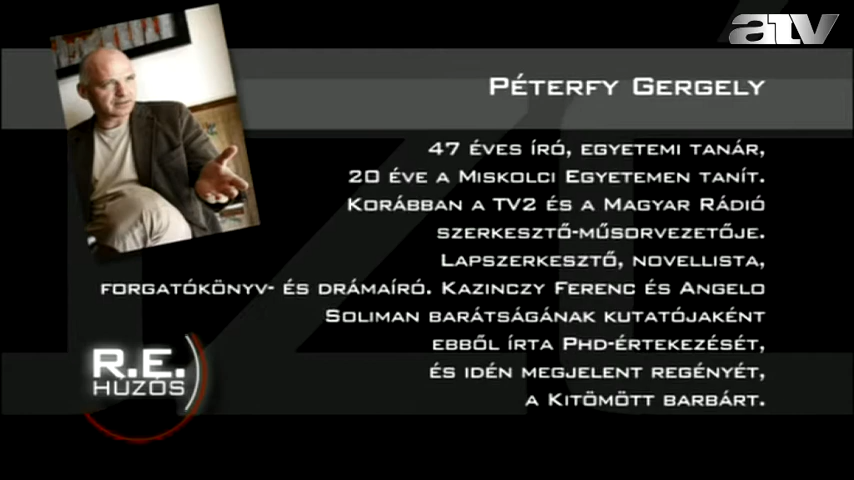 atv
Péterfy Gergely
47 éves író, egyetemi tanár,
20 éve a Miskolci Egyetemen tanít.
Korábban a TV2 és a Magyar Rádió
szerkesztő-műsorvezetője.
Lapszerkesztő, novellista,
forgatókönyv- és drámaíró. Kazinczy Ferenc és Angelo
Soliman barátságának kutatójaként
ebből írta PhD-értekezését,
és idén megjelent regényét,
a Kitömött barbárt.
R.E.
HÚZÓS